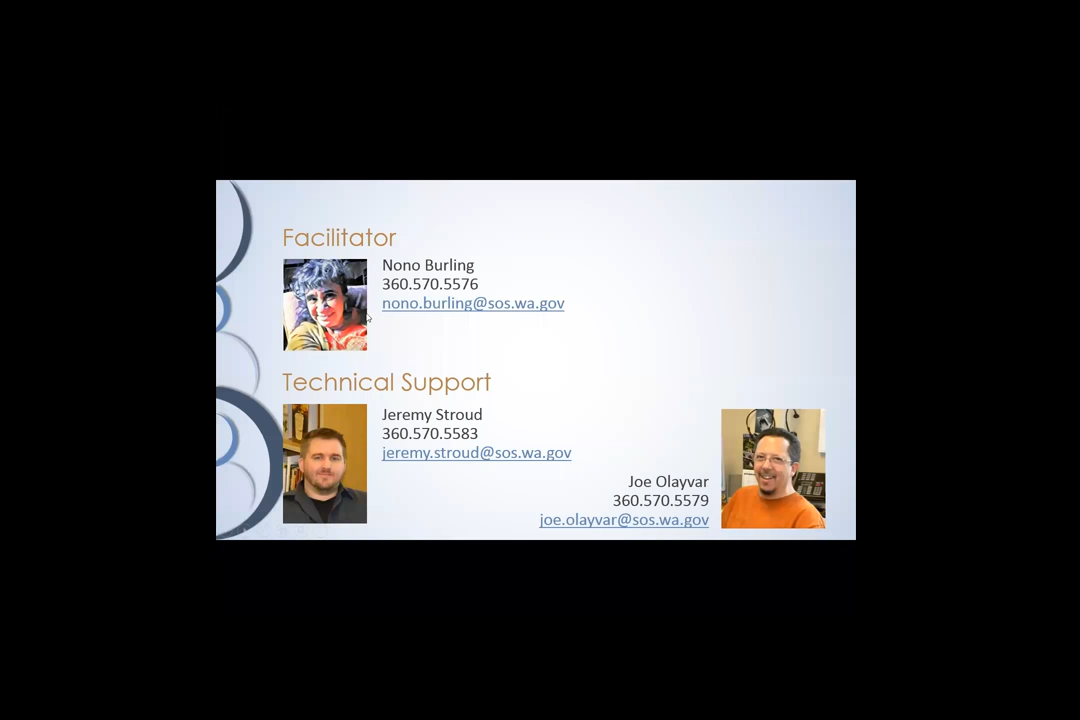 Facilitator
Nono Burling
360.570.5576
nono.burling@sos.wa.gov
Technical Support
Jeremy Stroud
360.570.5583
jeremy.stroud@sos.wa.gov
Joe Olayvar
360.570.5579
joe.olayvar@sos.wa.gov